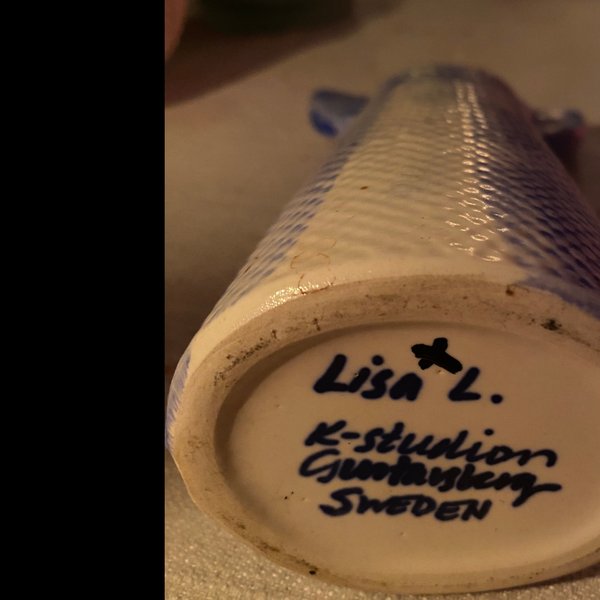 Lisa L.
K-studion
Gustavsberg
SWEDEN